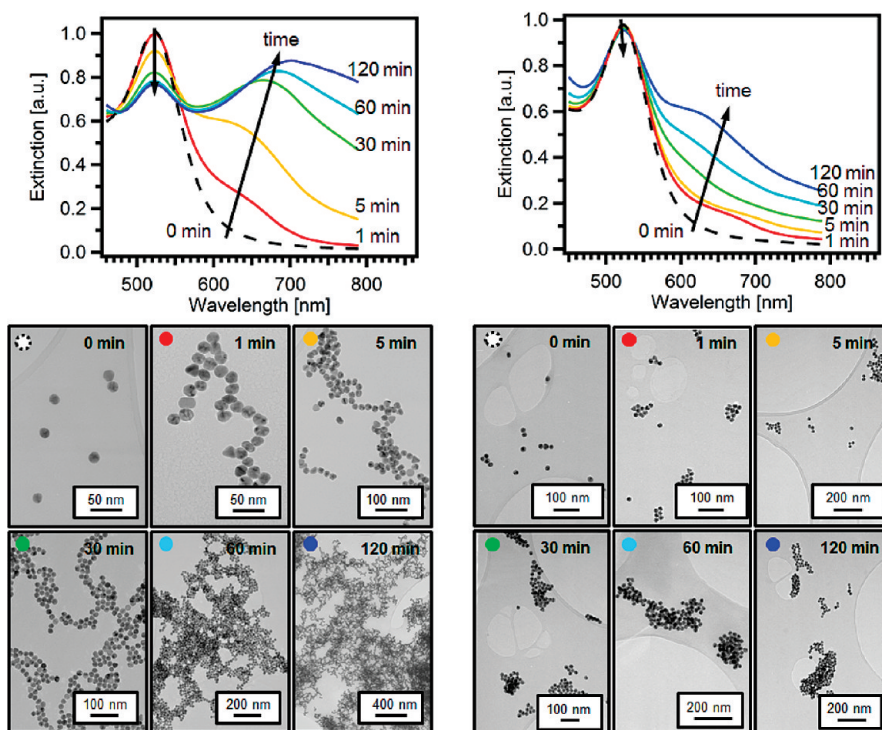 Extinction [a.u.]
1.0
0.8
0.6
0.4
0.2
0.0
time
120 min
60 min
30 min
5 min
1 min
0 min
500
600
700
800
Wavelength [nm]
Extinction [a.u.]
1.0
0.8
0.6
0.4
0.2
0.0
time
120 min
60 min
30 min
5 min
1 min
0 min
500
600
700
800
Wavelength [nm]
0 min
50 nm
1 min
50 nm
5 min
100 nm
30 min
100 nm
60 min
200 nm
120 min
400 nm
0 min
100 nm
1 min
100 nm
5 min
200 nm
30 min
100 nm
60 min
200 nm
120 min
200 nm